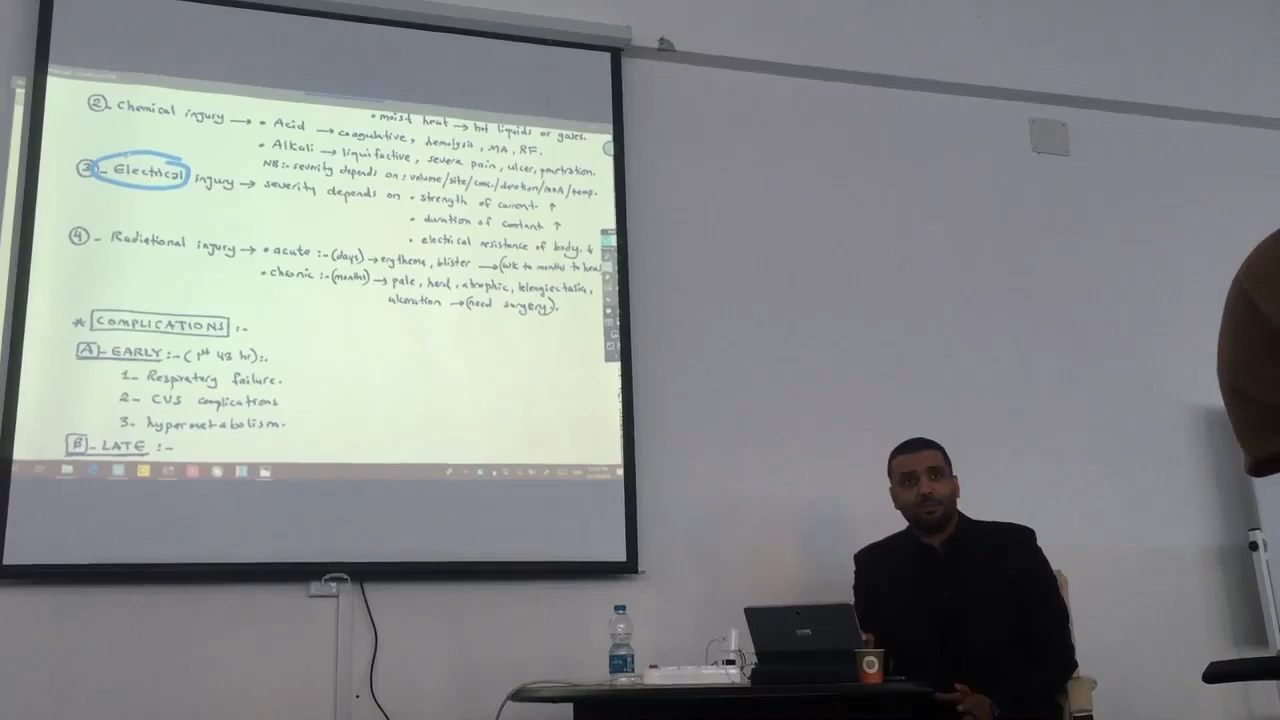 • moist heat → hot liquids or gases.
② - Chemical injury → • Acid → coagulative, hemolysis, MA, RF.
• Alkali → liquifactive, severe pain, ulcer, penetration.
NB:- severity depends on: volume/site/conc./duration/moA/temp.
③ - Electrical injury → severity depends on • strength of current ↑
• duration of contact ↑
• electrical resistance of body. ↓
④ - Radiational injury → • acute :- (days) → erythema, blister → (wk to months to heal
• chronic :- (months) → pale, hard, atrophic, telengiectasia,
ulceration → (need surgery).
* COMPLICATIONS :-
A - EARLY :- (1st 48 hr) :-
1- Respiratory failure.
2- CVS complications
3- hypermetabolism.
B - LATE :-